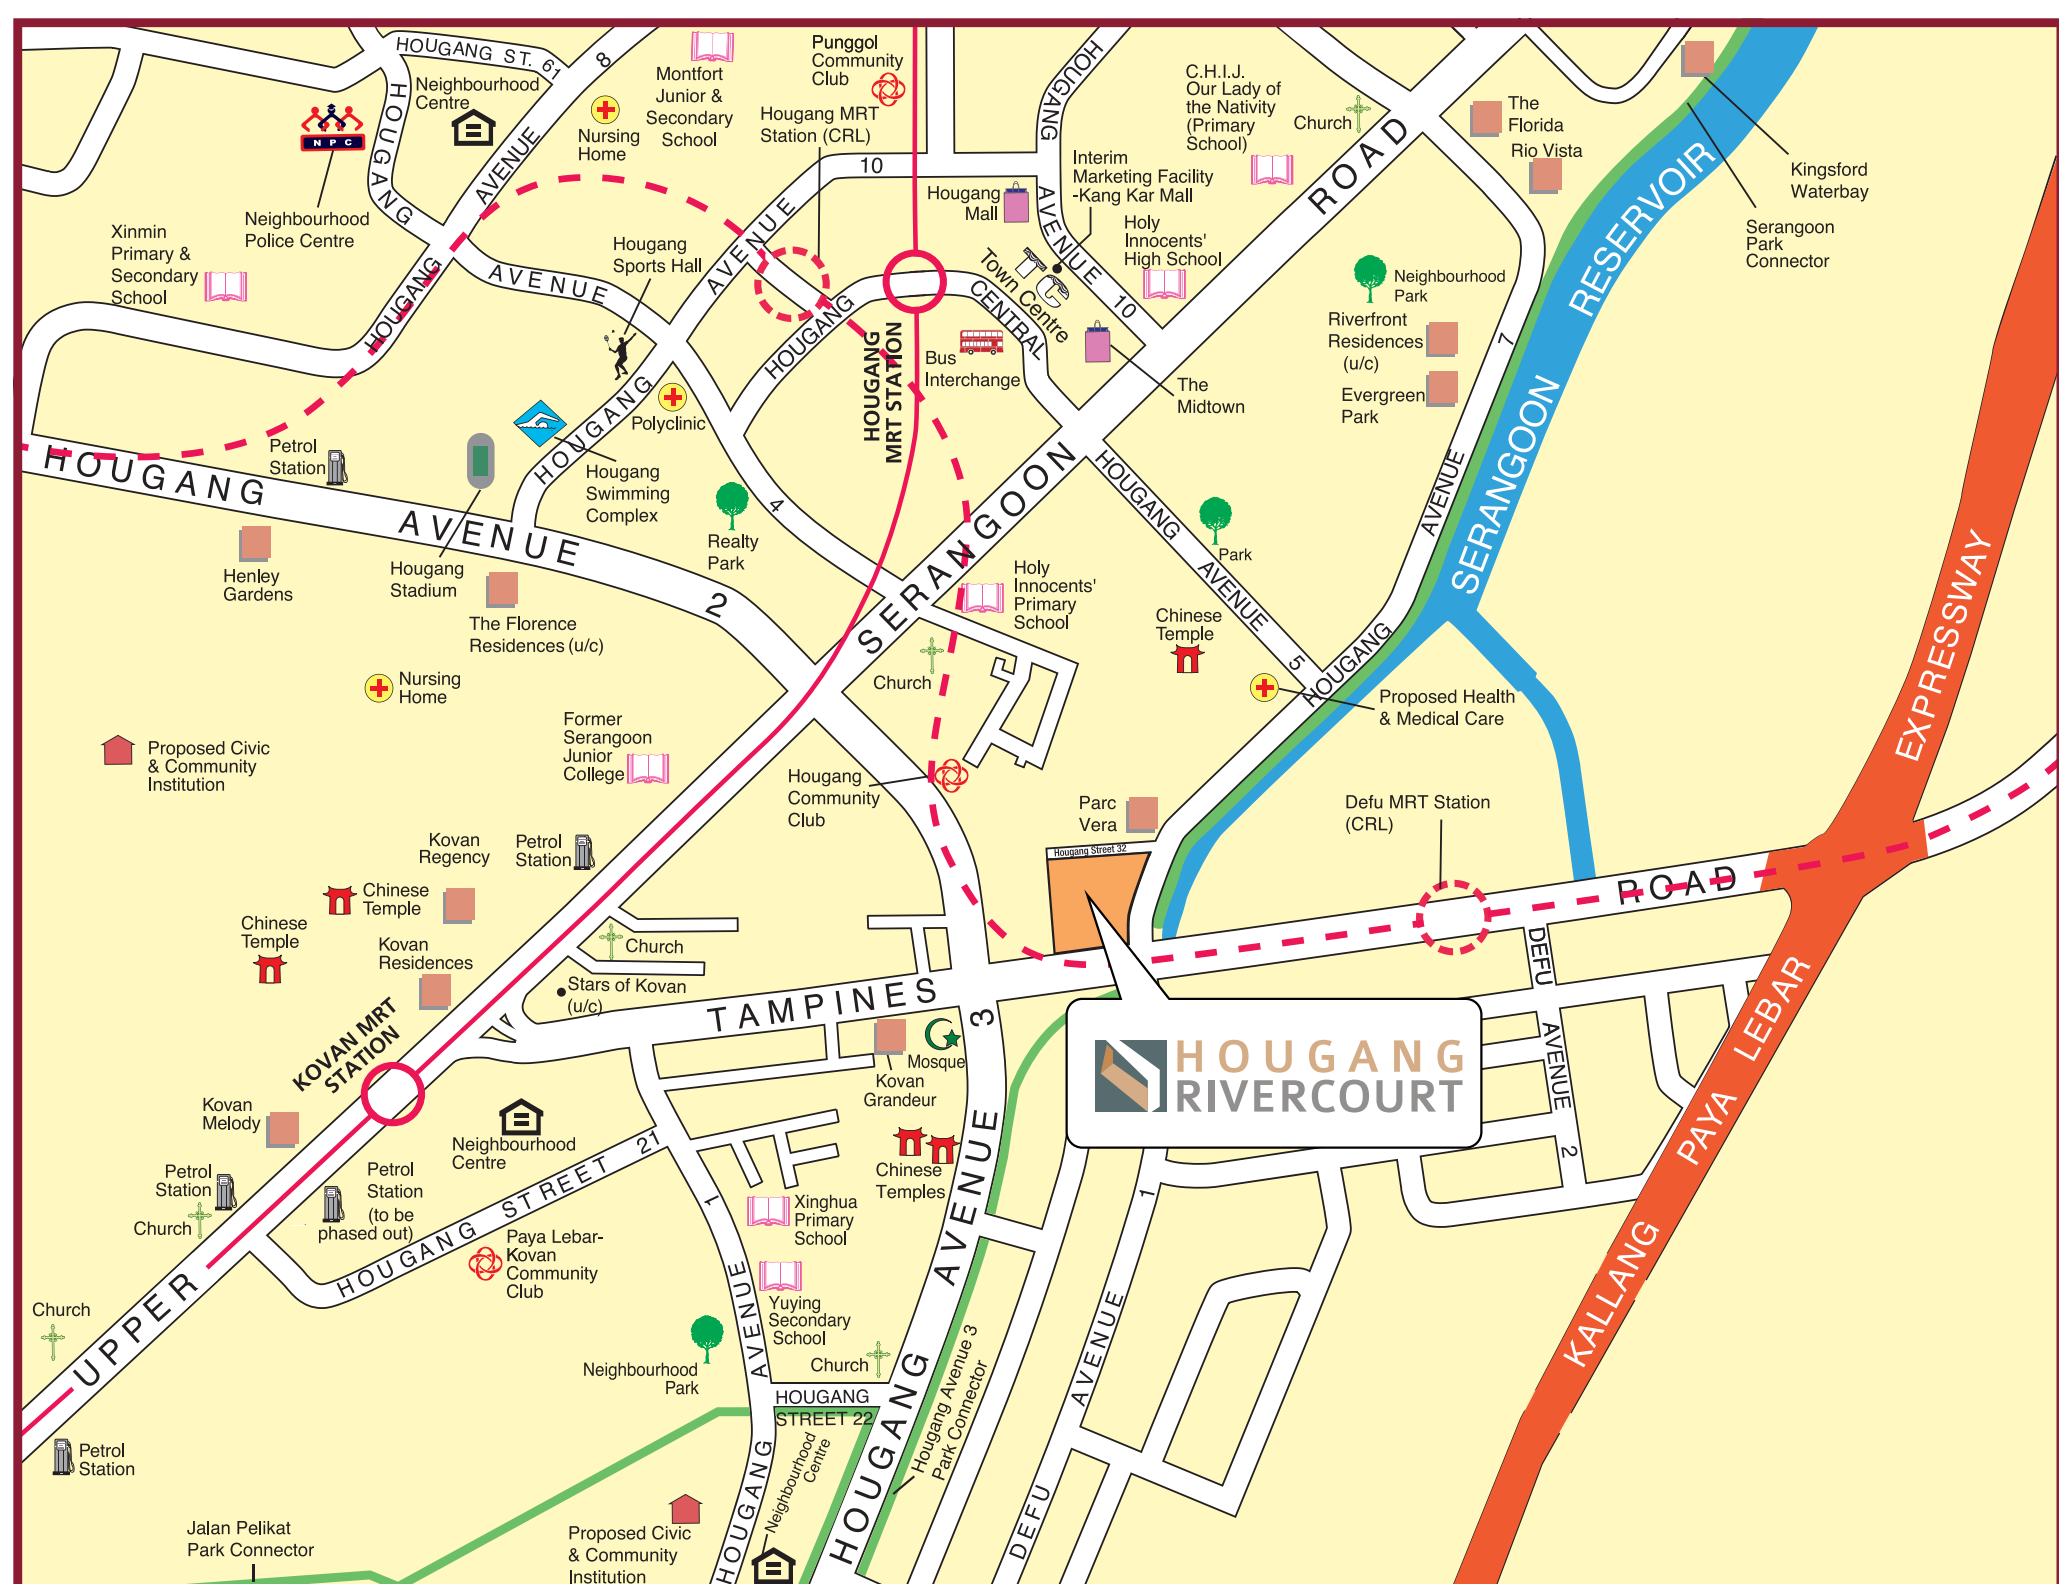 HOUGANG ST. 61
8
Neighbourhood
Centre
HOUGANG
AVENUE
Nursing
Home
Montfort
Junior &
Secondary
School
Punggol
Community
Club
Hougang MRT
Station (CRL)
HOUGANG
AVENUE 10
C.H.I.J.
Our Lady of
the Nativity
(Primary
School)
Church
ROAD
The
Florida
Rio Vista
Kingsford
Waterbay
Serangoon
Park
Connector
NPC
Neighbourhood
Police Centre
Xinmin
Primary &
Secondary
School
HOUGANG
AVENUE
Hougang
Sports Hall
AVENUE
10
Hougang
Mall
Interim
Marketing Facility
-Kang Kar Mall
Holy
Innocents'
High School
Town Centre
TC
HOUGANG
CENTRAL
HOUGANG
MRT STATION
Bus
Interchange
The
Midtown
Neighbourhood
Park
Riverfront
Residences
(u/c)
Evergreen
Park
SERANGOON
RESERVOIR
HOUGANG
AVENUE
7
Polyclinic
HOUGANG
Petrol
Station
Hougang
Swimming
Complex
HOUGANG
AVENUE
2
Henley
Gardens
Hougang
Stadium
The Florence
Residences (u/c)
Realty
Park
4
SERANGOON
Holy
Innocents'
Primary
School
HOUGANG
AVENUE
5
Park
Chinese
Temple
Proposed Health
& Medical Care
Church
Nursing
Home
Proposed Civic
& Community
Institution
Former
Serangoon
Junior
College
Hougang
Community
Club
Parc
Vera
Hougang Street 32
Defu MRT Station
(CRL)
ROAD
EXPRESSWAY
Kovan
Regency
Petrol
Station
Chinese
Temple
Chinese
Temple
Kovan
Residences
Church
Stars of Kovan
(u/c)
TAMPINES
KOVAN MRT
STATION
DEFU
AVENUE
2
PAYA LEBAR
KALLANG
HOUGANG
RIVERCOURT
Kovan
Melody
Neighbourhood
Centre
Kovan
Grandeur
Mosque
3
Chinese
Temples
AVENUE
Petrol
Station
Church
Petrol
Station
(to be
phased out)
HOUGANG STREET 21
Paya Lebar-
Kovan
Community
Club
1
Xinghua
Primary
School
Yuying
Secondary
School
AVENUE
1
Church
UPPER
Neighbourhood
Park
AVENUE
Church
HOUGANG
STREET 22
HOUGANG
Hougang Avenue 3
Park Connector
AVENUE
DEFU
Petrol
Station
HOUGANG
Neighbourhood
Centre
HOUGANG
Jalan Pelikat
Park Connector
Proposed Civic
& Community
Institution